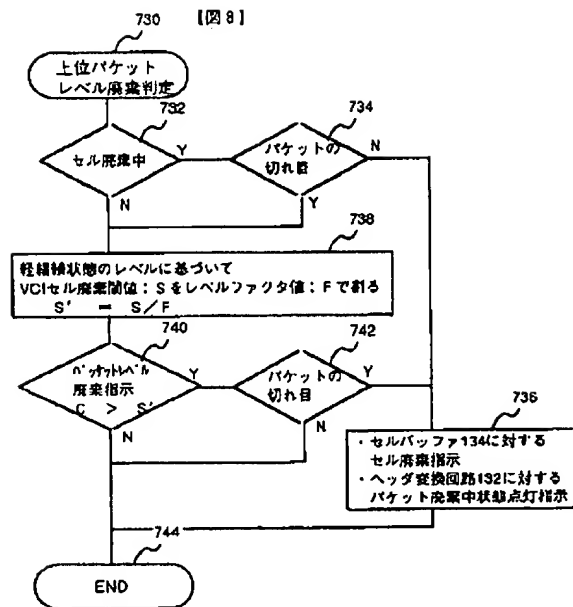 730
【図8】
上位パケット
レベル廃棄判定
732
734
セル廃棄中
Y
パケットの
切れ目
N
N
Y
738
経緯状態のレベルに基づいて
VCIセル廃棄閾値：SをレベルファクタF値：Fで割る
S' = S/F
740
742
パケットレベル
廃棄指示
C > S'
Y
パケットの
切れ目
Y
N
N
736
・セルバッファ134に対する
セル廃棄指示
・ヘッダ変換回路132に対する
パケット廃棄中状態点灯指示
744
END